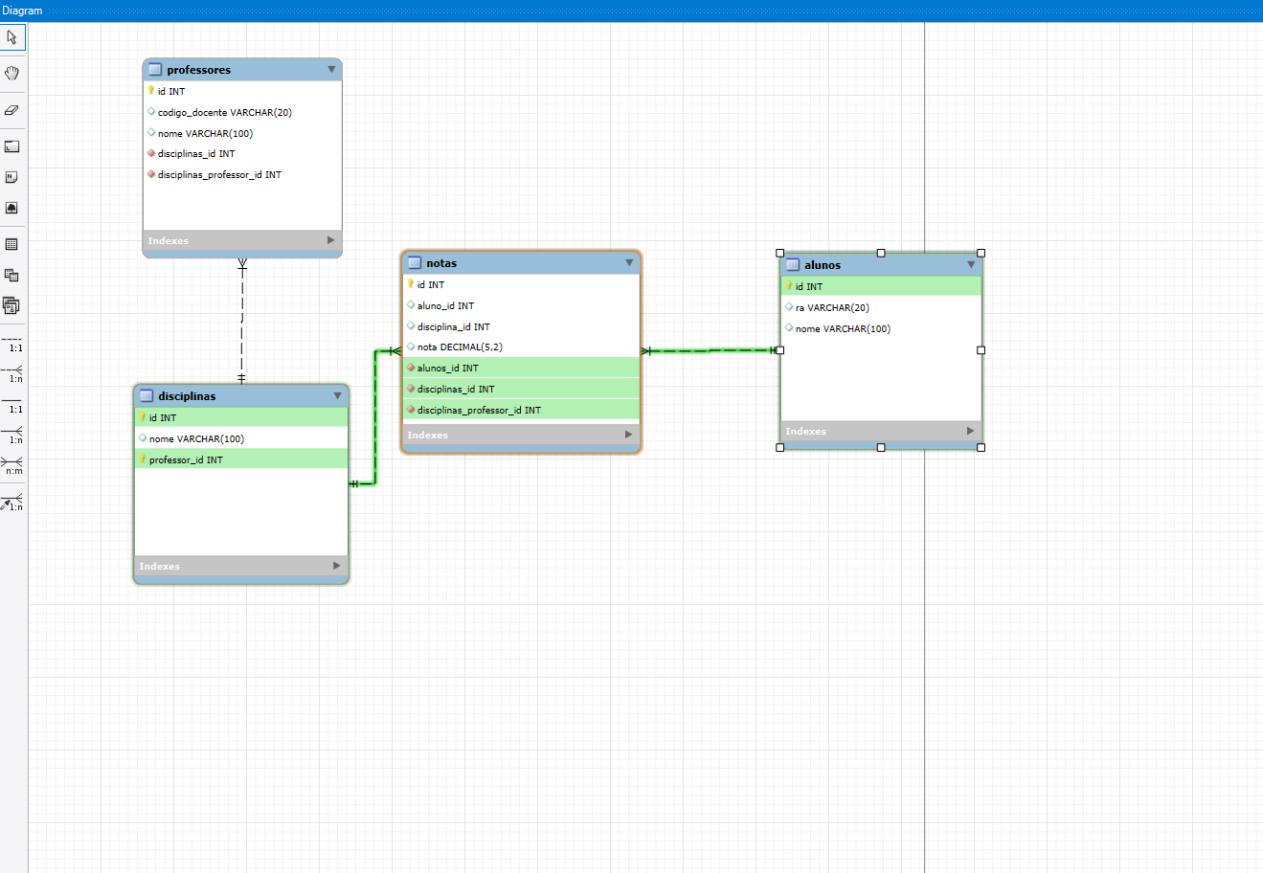 Diagram
professores
id INT
codigo_docente VARCHAR(20)
nome VARCHAR(100)
disciplinas_id INT
disciplinas_professor_id INT
Indexes
notas
id INT
aluno_id INT
disciplina_id INT
nota DECIMAL(5,2)
alunos_id INT
disciplinas_id INT
disciplinas_professor_id INT
Indexes
alunos
id INT
ra VARCHAR(20)
nome VARCHAR(100)
Indexes
disciplinas
id INT
nome VARCHAR(100)
professor_id INT
Indexes
1:1
1:n
1:1
1:n
n:m
1:n